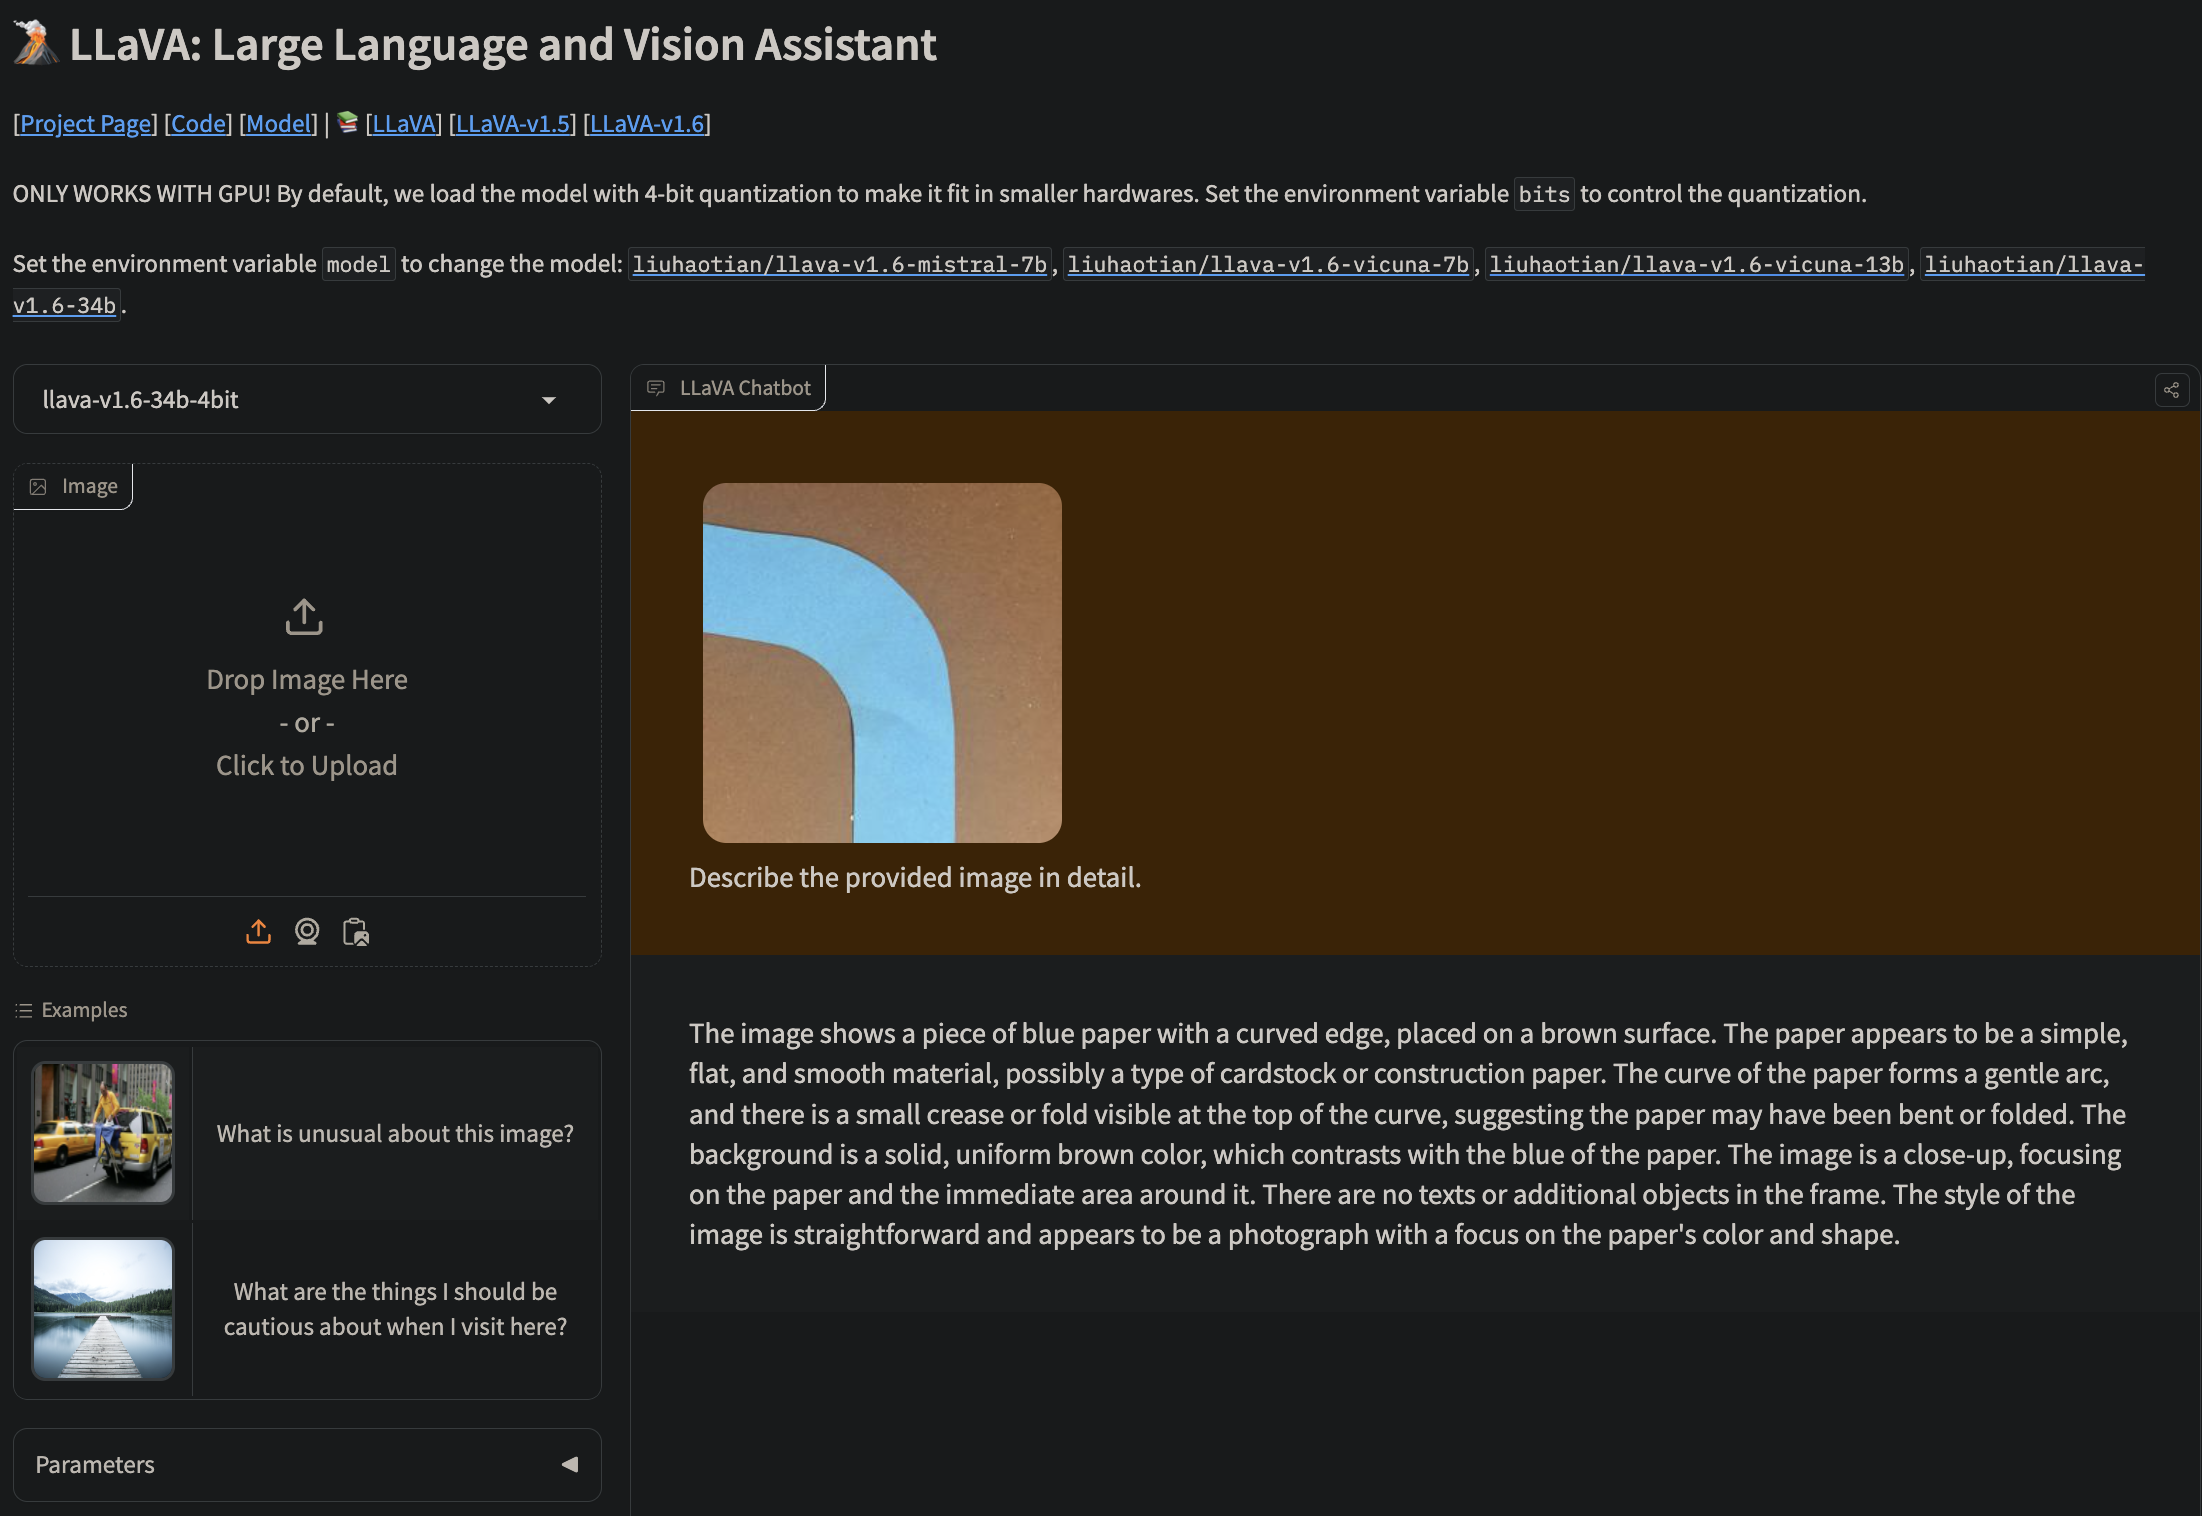 LLaVA: Large Language and Vision Assistant
[Project Page] [Code] [Model] | 📚 [LLaVA] [LLaVA-v1.5] [LLaVA-v1.6]
ONLY WORKS WITH GPU! By default, we load the model with 4-bit quantization to make it fit in smaller hardwares. Set the environment variable bits to control the quantization.
Set the environment variable model to change the model: liuhaotian/llava-v1.6-mistral-7b, liuhaotian/llava-v1.6-vicuna-7b, liuhaotian/llava-v1.6-vicuna-13b, liuhaotian/llava-
v1.6-34b.
llava-v1.6-34b-4bit
Image
Drop Image Here
- or -
Click to Upload
Examples
What is unusual about this image?
What are the things I should be
cautious about when I visit here?
Parameters
LLaVA Chatbot
Describe the provided image in detail.
The image shows a piece of blue paper with a curved edge, placed on a brown surface. The paper appears to be a simple,
flat, and smooth material, possibly a type of cardstock or construction paper. The curve of the paper forms a gentle arc,
and there is a small crease or fold visible at the top of the curve, suggesting the paper may have been bent or folded. The
background is a solid, uniform brown color, which contrasts with the blue of the paper. The image is a close-up, focusing
on the paper and the immediate area around it. There are no texts or additional objects in the frame. The style of the
image is straightforward and appears to be a photograph with a focus on the paper's color and shape.